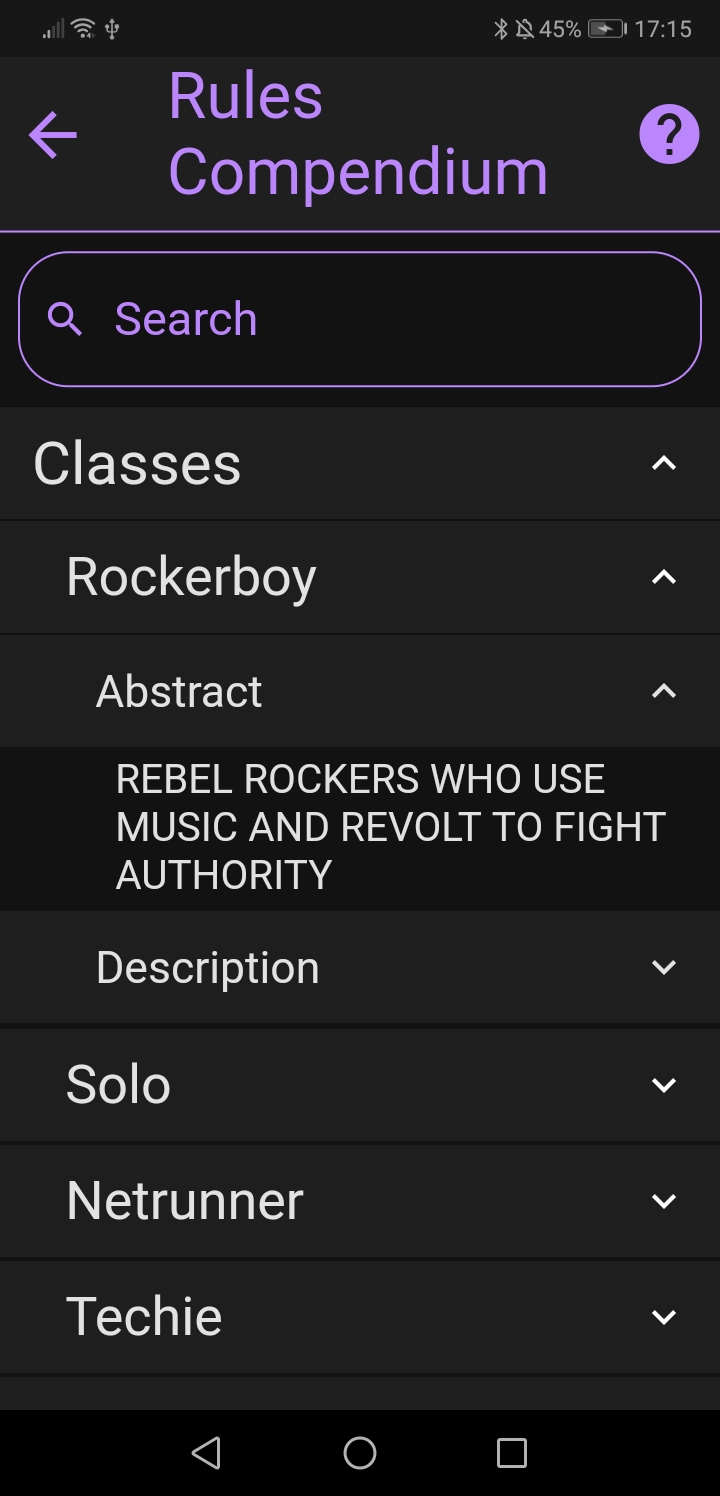 45% 17:15
Rules
Compendium
Search
Classes
Rockerboy
Abstract
REBEL ROCKERS WHO USE
MUSIC AND REVOLT TO FIGHT
AUTHORITY
Description
Solo
Netrunner
Techie